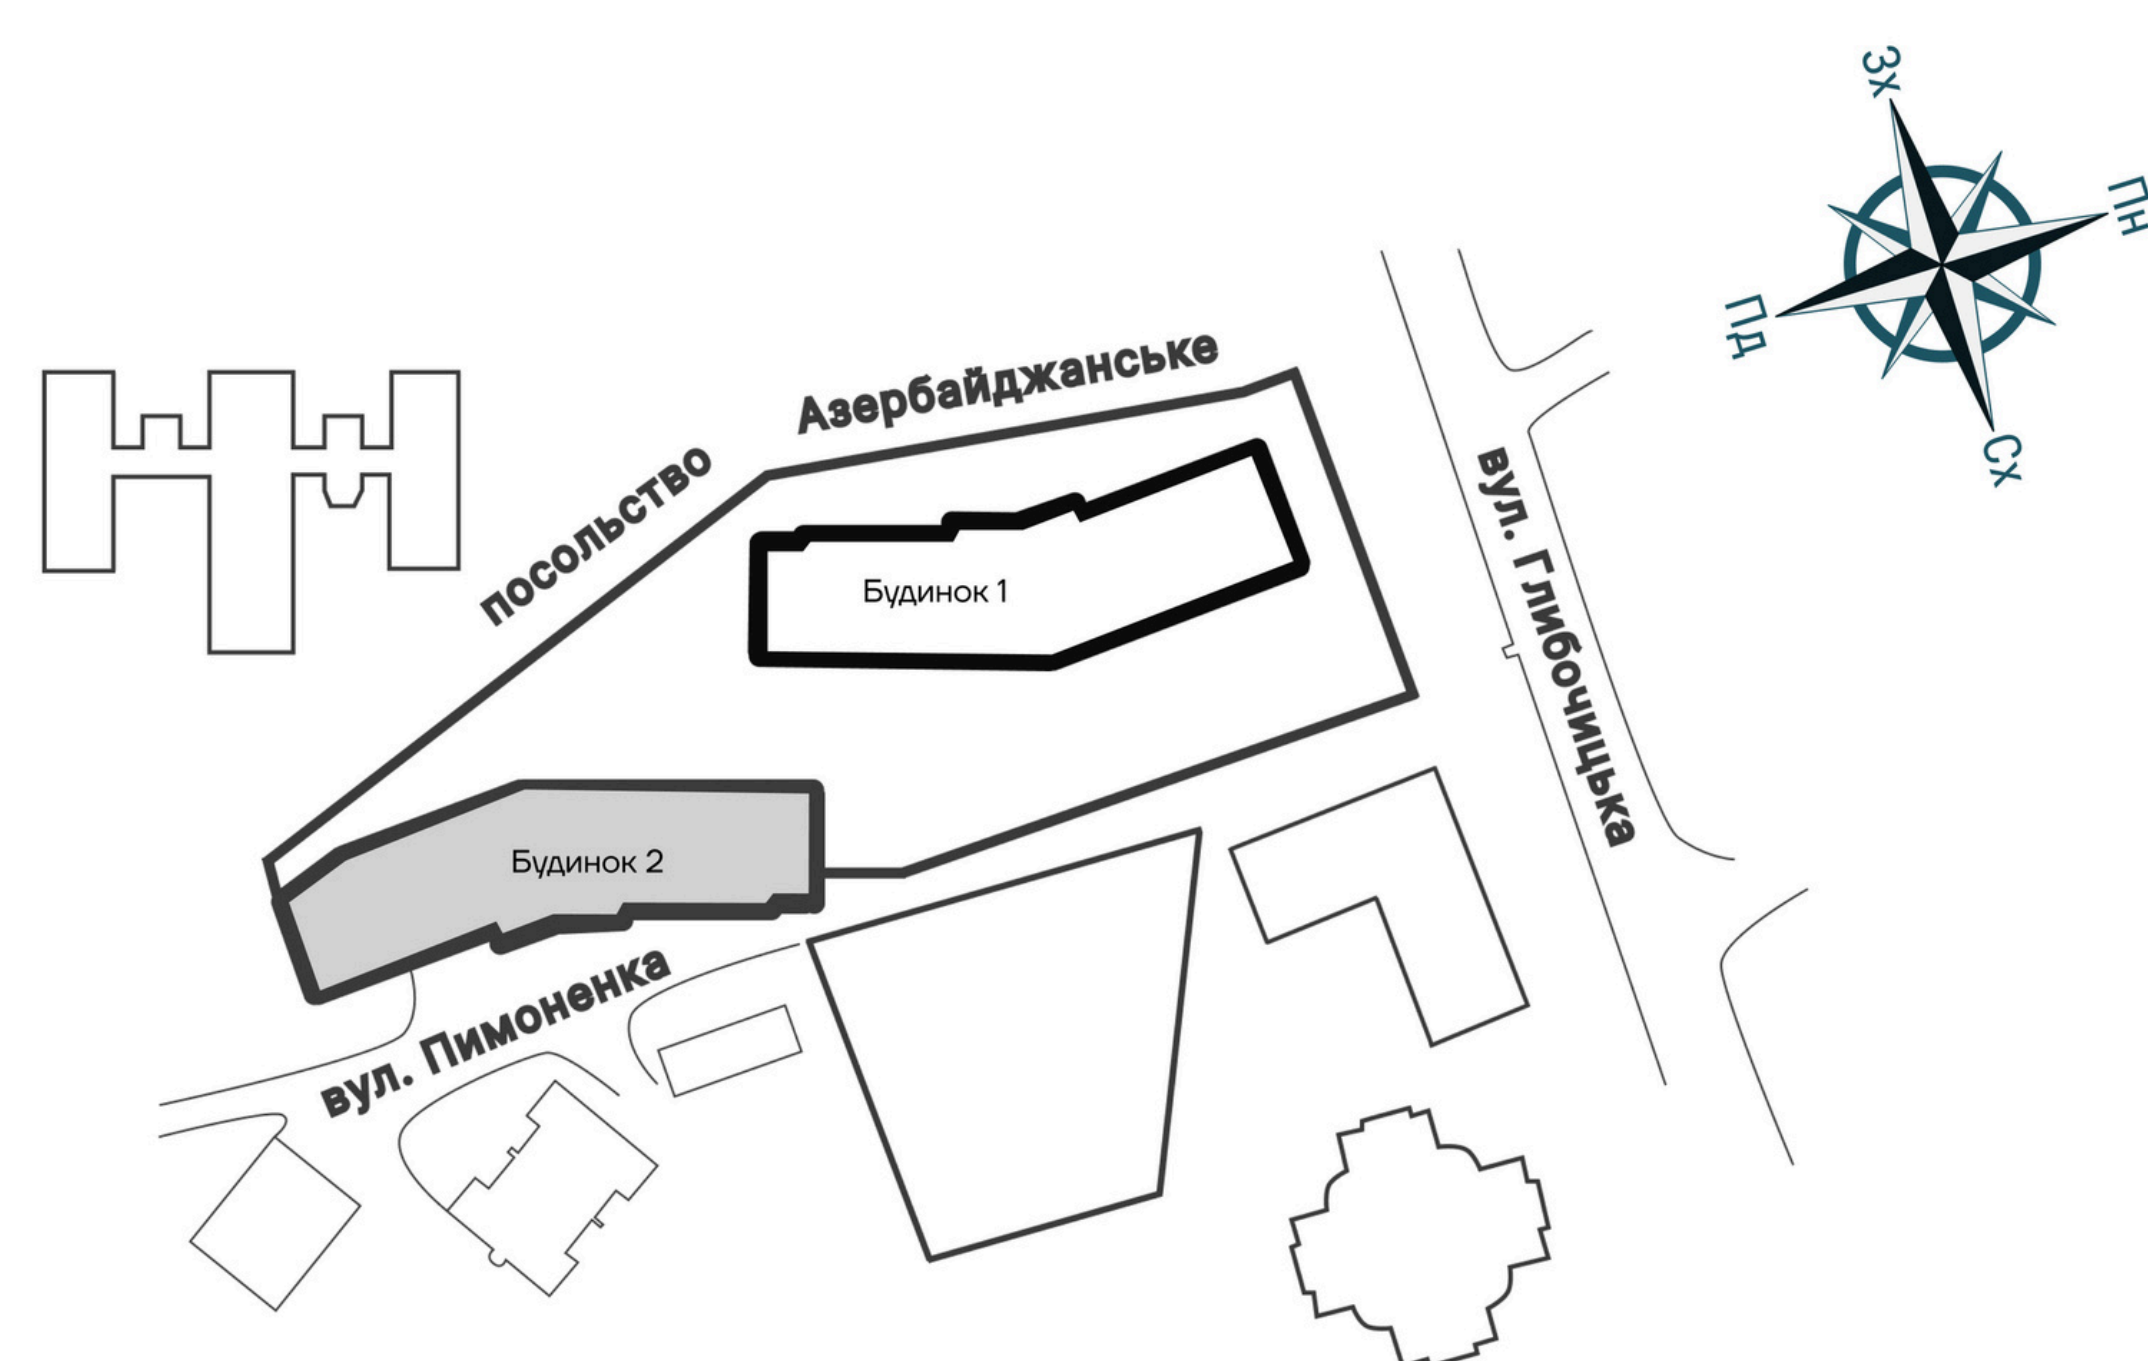 Зх
Пн
Пд
Сх
посольство Азербайджанське
вул. Глибочицька
Будинок 1
Будинок 2
вул. Пимоненка